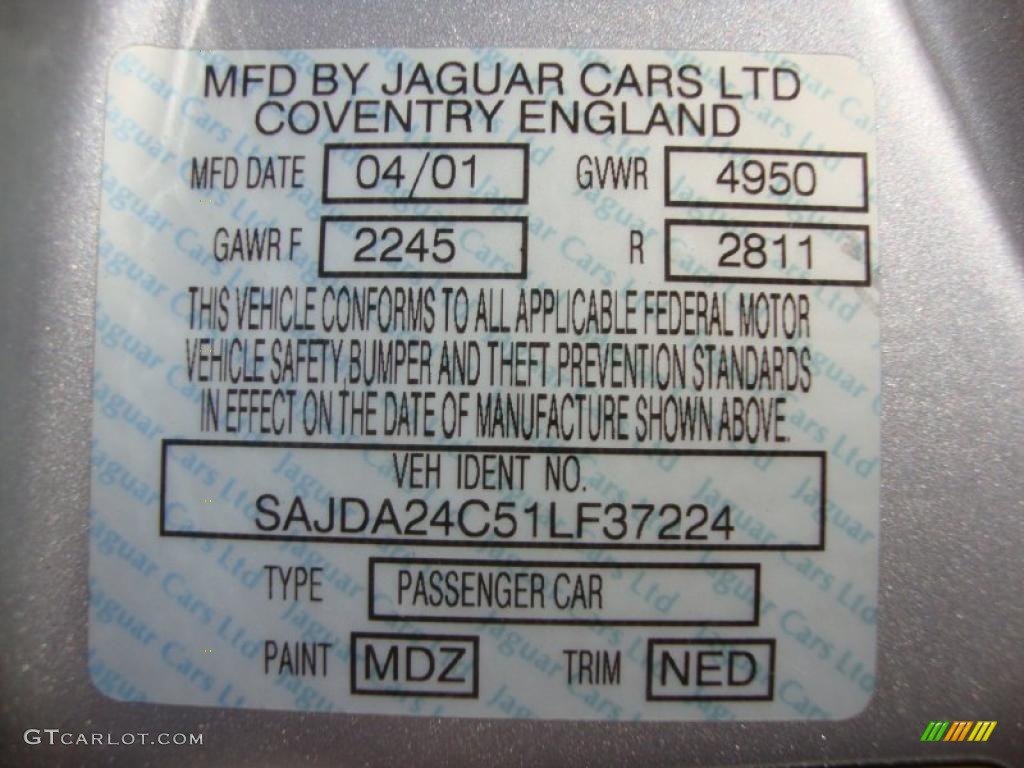 MFD BY JAGUAR CARS LTD
COVENTRY ENGLAND
MFD DATE 04/01 GVWR 4950
GAWR F 2245 R 2811
THIS VEHICLE CONFORMS TO ALL APPLICABLE FEDERAL MOTOR
VEHICLE SAFETY, BUMPER AND THEFT PREVENTION STANDARDS
IN EFFECT ON THE DATE OF MANUFACTURE SHOWN ABOVE.
VEH IDENT NO.
SAJDA24C51LF37224
TYPE PASSENGER CAR
PAINT MDZ TRIM NED
GTCARLOT.COM